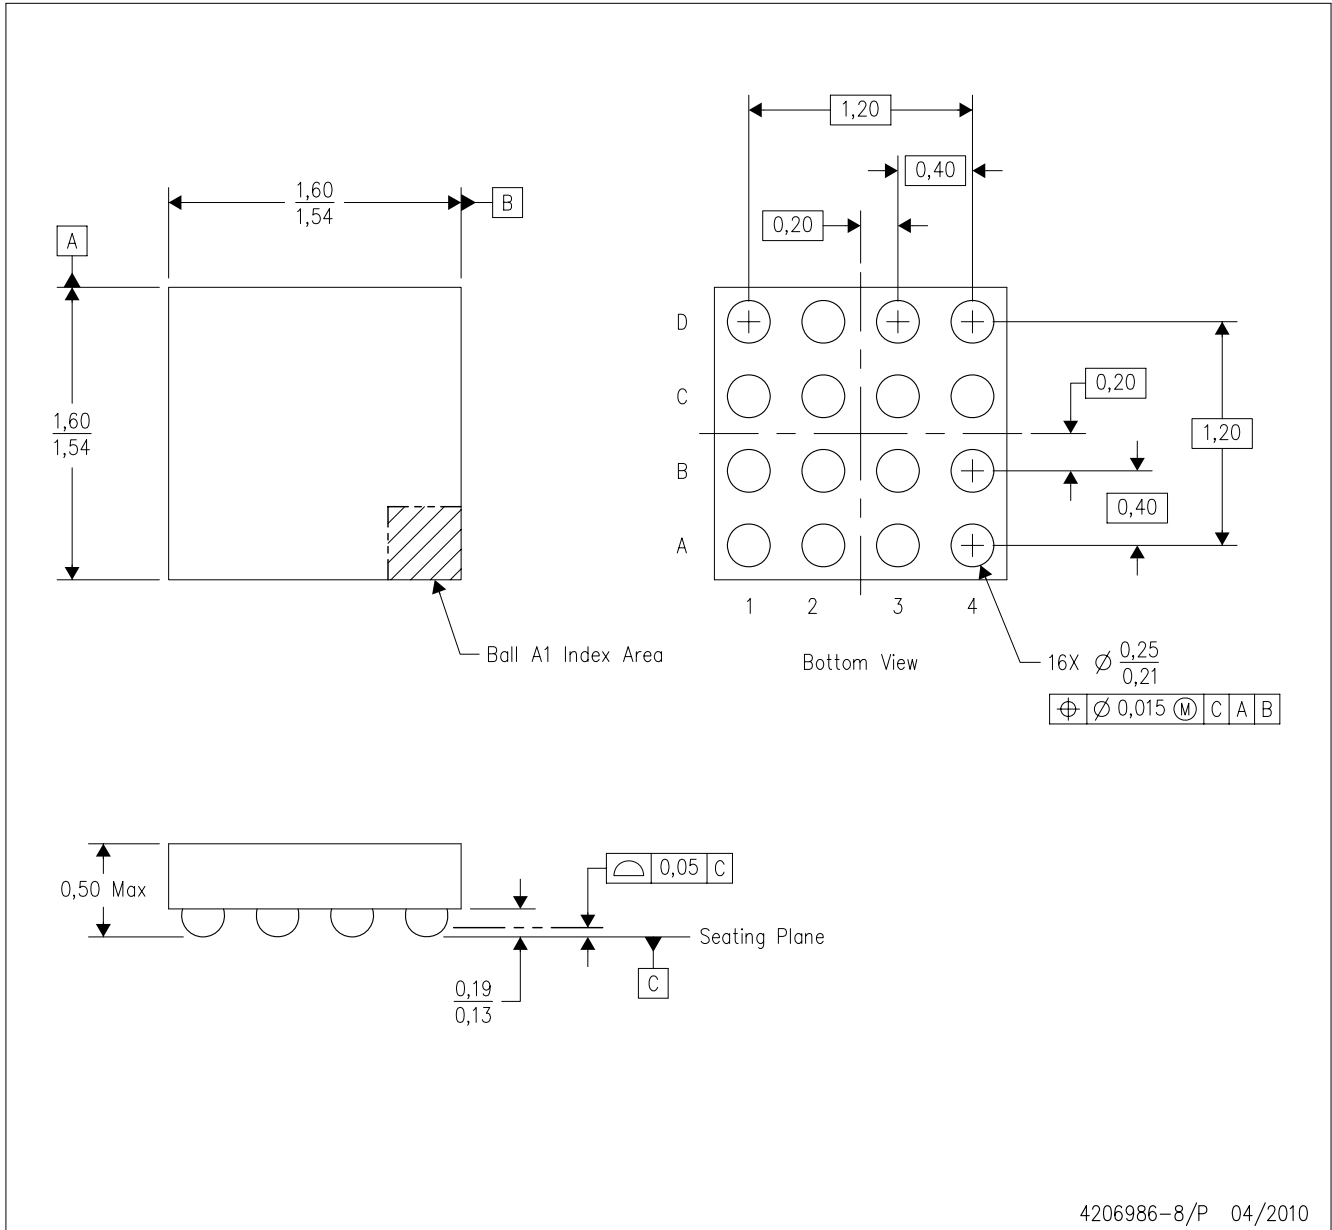 1,20
0,40
1,60
1,54
B
0,20
A
D
C
0,20
1,60
1,54
1,20
B
0,40
A
1 2 3 4
Ball A1 Index Area
Bottom View
16X Ø 0,25
0,21
⌖ Ø 0,015 Ⓜ C A B
0,05 C
0,50 Max
Seating Plane
C
0,19
0,13
4206986-8/P 04/2010